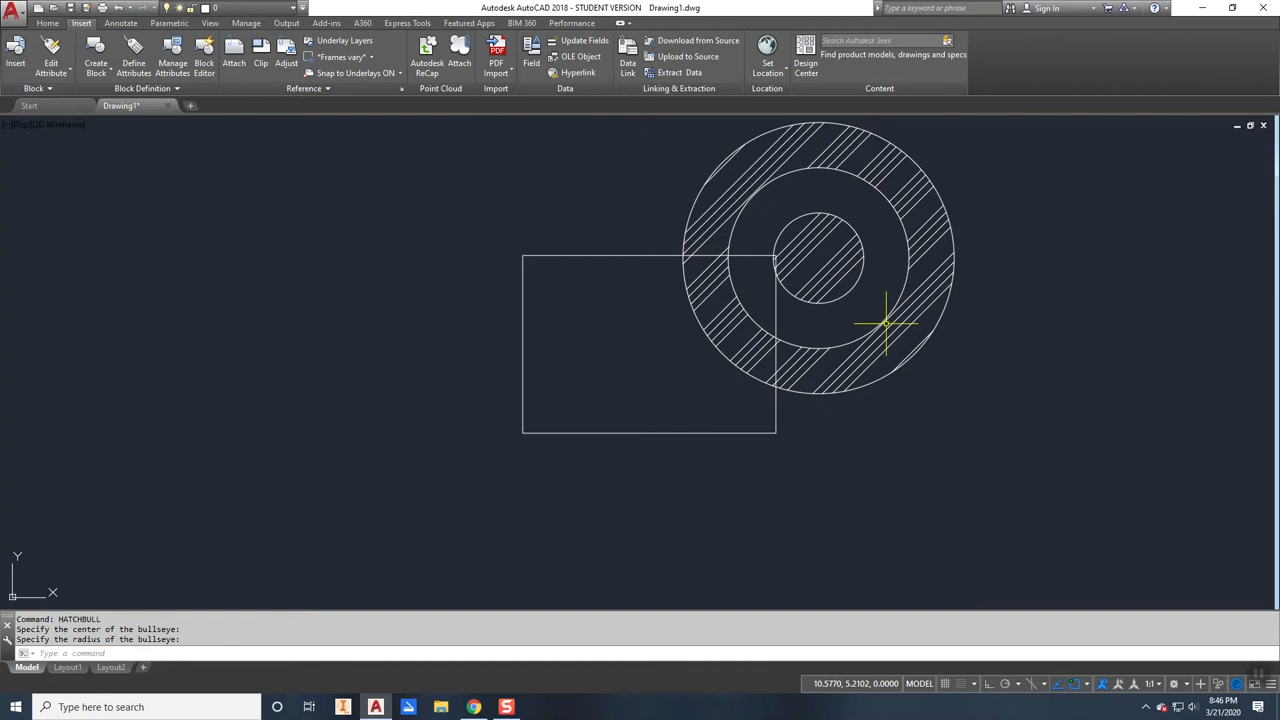 Autodesk AutoCAD 2018 - STUDENT VERSION Drawing1.dwg
Type a keyword or phrase
Sign In
0
Home Insert Annotate Parametric View Manage Output Add-ins A360 Express Tools Featured Apps BIM 360 Performance
Insert
Edit Attribute
Create Block
Define Attributes
Manage Attributes
Block Editor
Attach
Clip
Adjust
Underlay Layers
*Frames vary*
Snap to Underlays ON
Autodesk ReCap
Attach
PDF Import
Field
Update Fields
OLE Object
Hyperlink
Data Link
Download from Source
Upload to Source
Extract Data
Set Location
Design Center
Search Autodesk Seek
Find product models, drawings and specs
Block Block Definition Reference Point Cloud Import Data Linking & Extraction Location Content
Start Drawing1*
[−][Top][2D Wireframe]
Y
X
Command: HATCHBULL
Specify the center of the bullseye:
Specify the radius of the bullseye:
Type a command
Model Layout1 Layout2
10.5770, 5.2102, 0.0000 MODEL 1:1
Type here to search
8:46 PM
3/21/2020